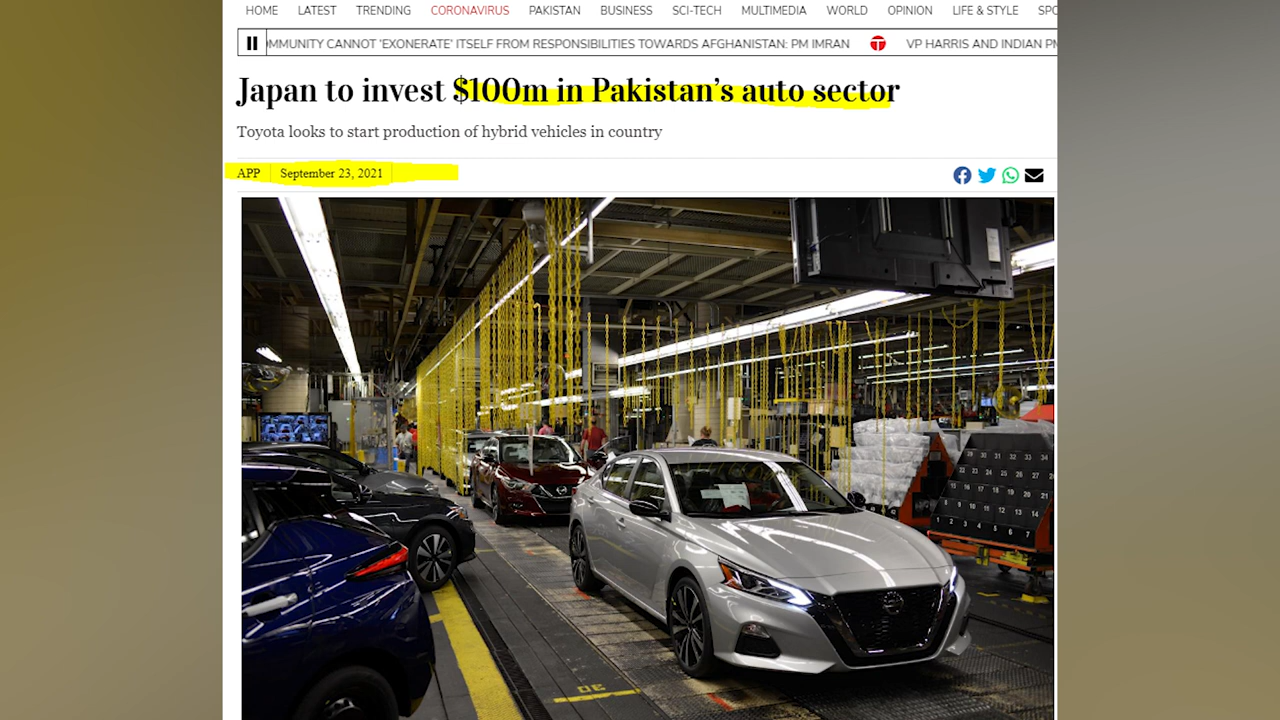 HOME LATEST TRENDING CORONAVIRUS PAKISTAN BUSINESS SCI-TECH MULTIMEDIA WORLD OPINION LIFE & STYLE SPO
OMMUNITY CANNOT 'EXONERATE' ITSELF FROM RESPONSIBILITIES TOWARDS AFGHANISTAN: PM IMRAN VP HARRIS AND INDIAN PM
Japan to invest $100m in Pakistan's auto sector
Toyota looks to start production of hybrid vehicles in country
APP September 23, 2021